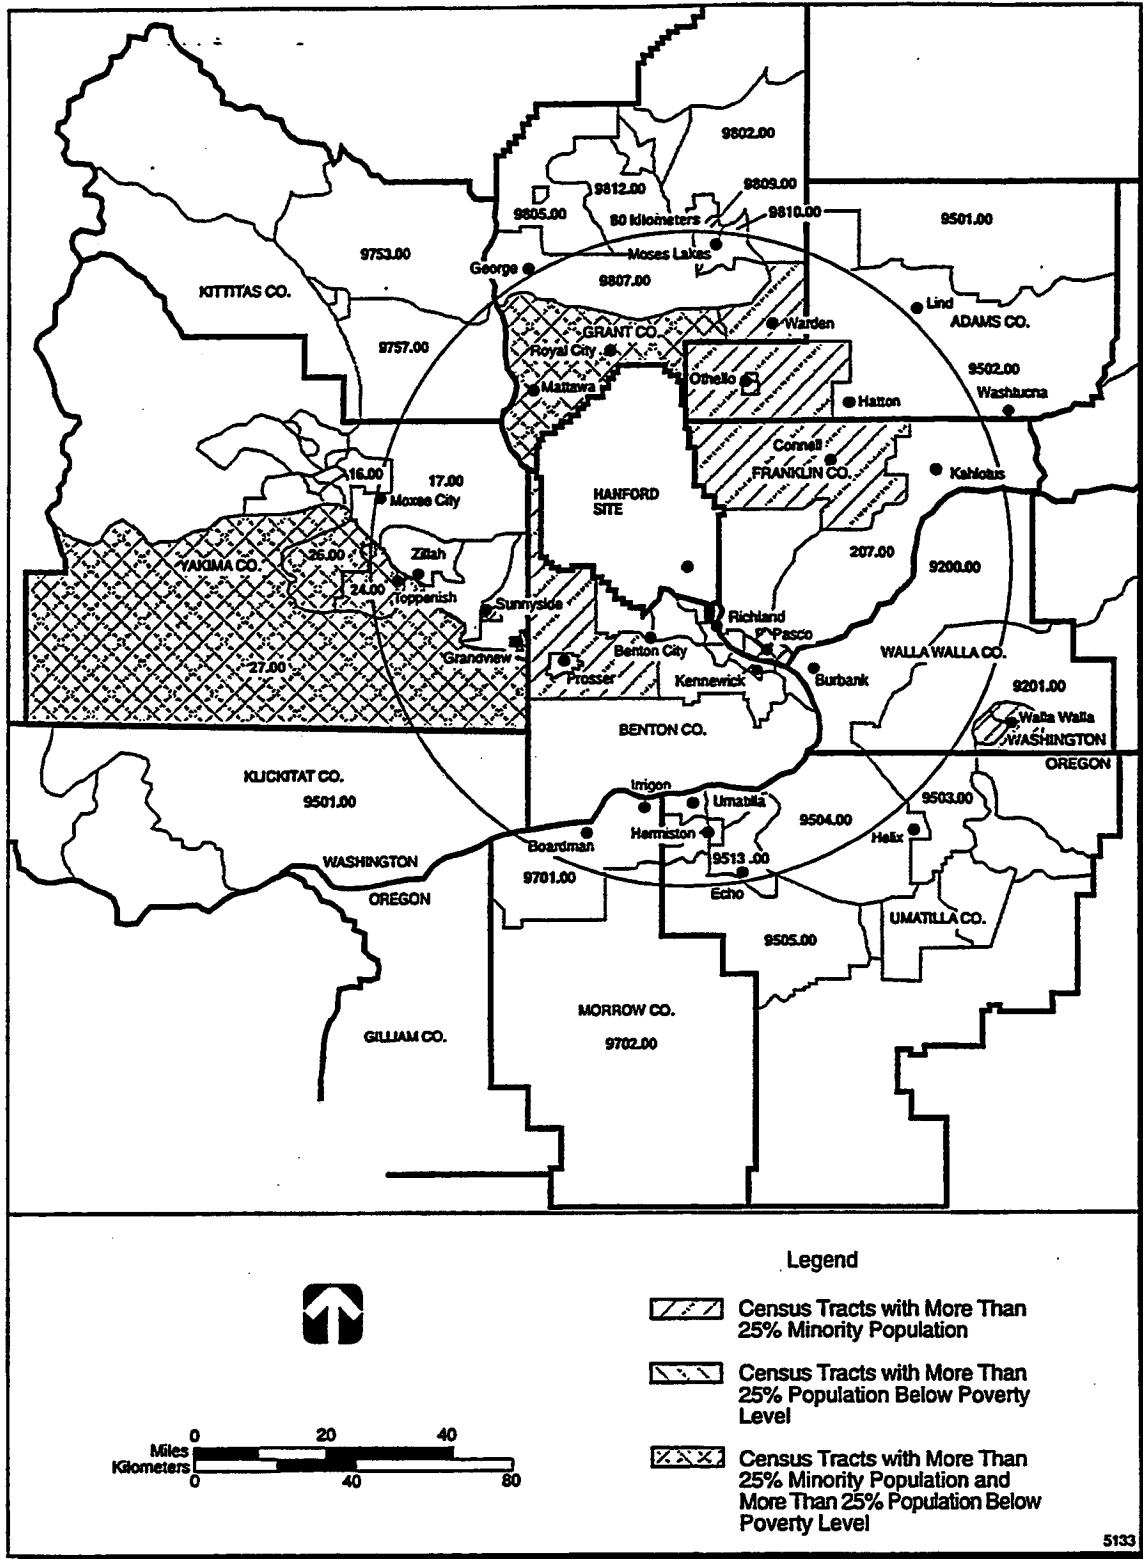 9802.00
9812.00
9809.00
9805.00
80 kilometers
9810.00
9501.00
9753.00
Moses Lakes
George
9807.00
KITTITAS CO.
Lind
GRANT CO.
Warden
ADAMS CO.
9757.00
Royal City
9502.00
Othello
Mattawa
Washtucna
Hatton
Connell
16.00
17.00
FRANKLIN CO.
Kahlotus
Moxee City
HANFORD
SITE
26.00
Zillah
207.00
YAKIMA CO.
9200.00
24.00
Toppenish
Sunnyside
Richland
Pasco
Grandview
Benton City
WALLA WALLA CO.
27.00
Prosser
Kennewick
Burbank
9201.00
Walla Walla
BENTON CO.
WASHINGTON
OREGON
KLICKITAT CO.
Irrigon
9501.00
Umatilla
9503.00
9504.00
Hermiston
Helix
Boardman
WASHINGTON
9513.00
9701.00
OREGON
Echo
UMATILLA CO.
9505.00
MORROW CO.
GILLIAM CO.
9702.00
Legend
Census Tracts with More Than
25% Minority Population
Census Tracts with More Than
25% Population Below Poverty
Level
0 20 40
Miles
Kilometers
0 40 80
Census Tracts with More Than
25% Minority Population and
More Than 25% Population Below
Poverty Level
5133